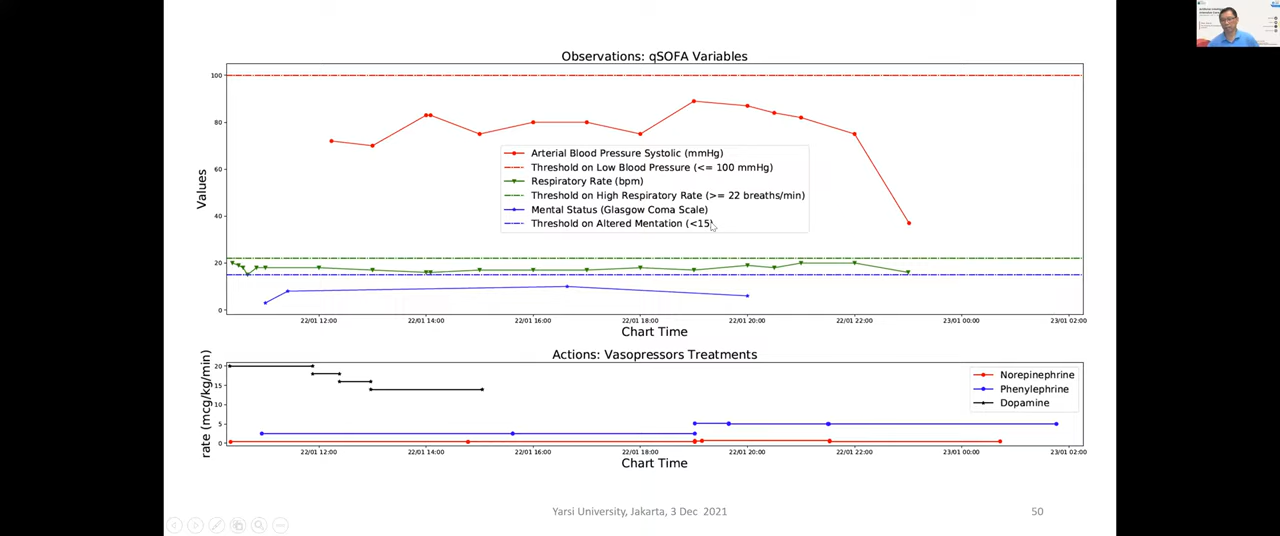 Observations: qSOFA Variables
100
80
60
40
20
0
Values
Arterial Blood Pressure Systolic (mmHg)
Threshold on Low Blood Pressure (<= 100 mmHg)
Respiratory Rate (bpm)
Threshold on High Respiratory Rate (>= 22 breaths/min)
Mental Status (Glasgow Coma Scale)
Threshold on Altered Mentation (<15)
22/01 12:00 22/01 14:00 22/01 16:00 22/01 18:00 22/01 20:00 22/01 22:00 23/01 00:00 23/01 02:00
Chart Time
Actions: Vasopressors Treatments
20
15
10
5
0
rate (mcg/kg/min)
Norepinephrine
Phenylephrine
Dopamine
22/01 12:00 22/01 14:00 22/01 16:00 22/01 18:00 22/01 20:00 22/01 22:00 23/01 00:00 23/01 02:00
Chart Time
Yarsi University, Jakarta, 3 Dec 2021
50